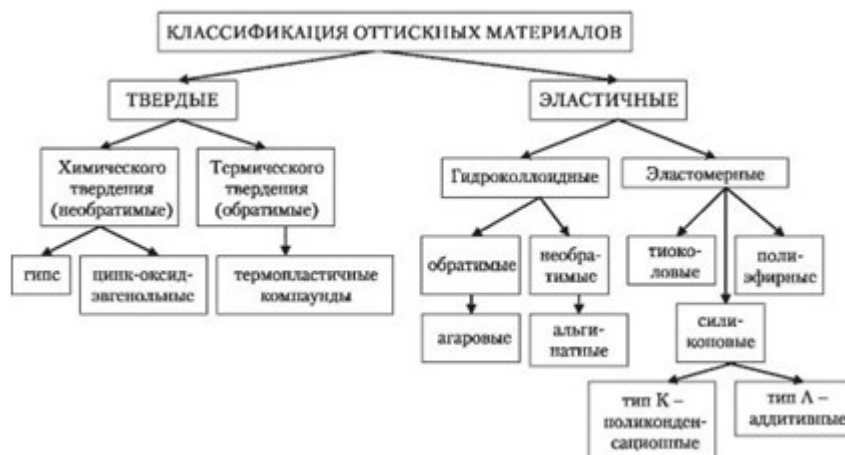 КЛАССИФИКАЦИЯ ОТТИСКНЫХ МАТЕРИАЛОВ
ТВЕРДЫЕ
ЭЛАСТИЧНЫЕ
Химического
твердения
(необратимые)
Термического
твердения
(обратимые)
Гидроколлоидные
Эластомерные
гипс
цинк-оксид-
эвгенольные
термопластичные
компаунды
обратимые
необра-
тимые
тиоко-
ловые
поли-
эфирные
агаровые
альги-
натные
сили-
коновые
тип К –
поликонден-
сационные
тип А –
аддитивные